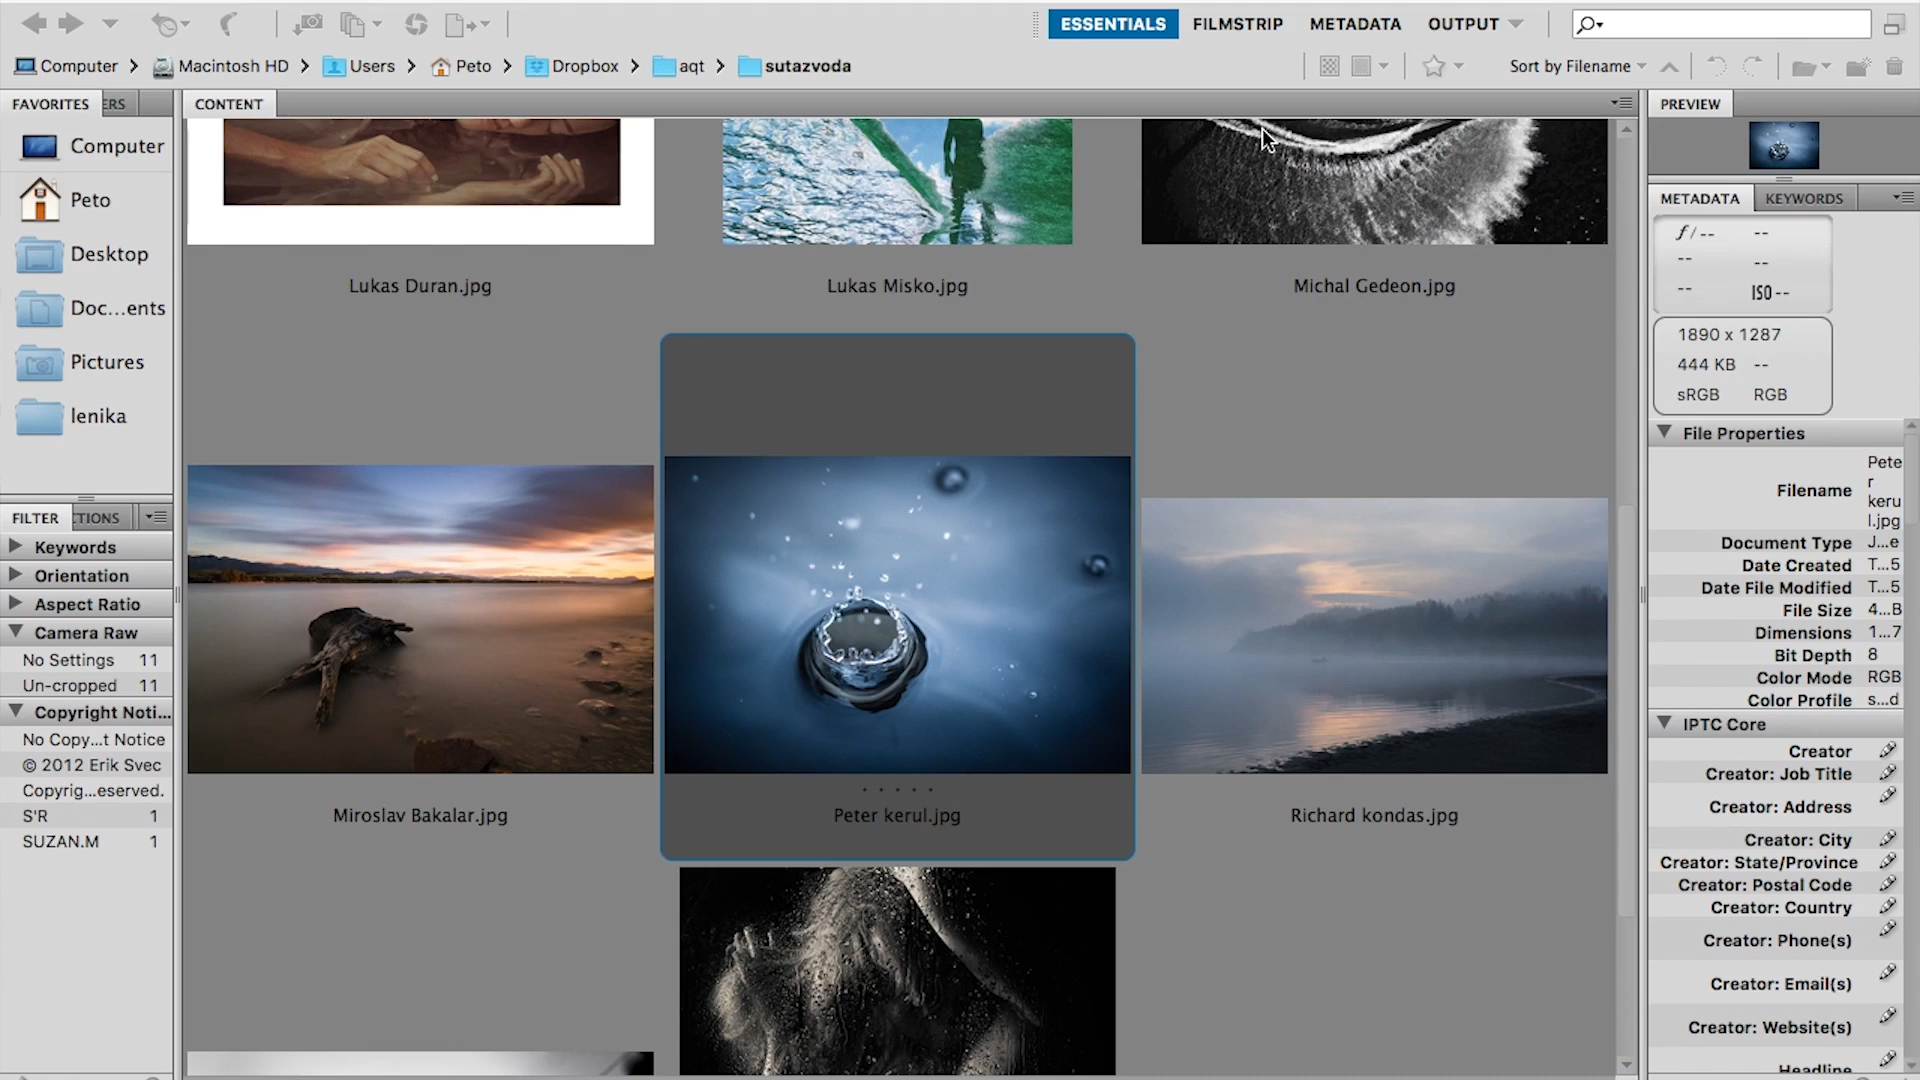 ESSENTIALS FILMSTRIP METADATA OUTPUT
Computer Macintosh HD Users Peto Dropbox aqt sutazvoda
Sort by Filename
FAVORITES ERS
CONTENT
PREVIEW
Computer
Peto
Desktop
Doc...ents
Pictures
lenika
FILTER CTIONS
Keywords
Orientation
Aspect Ratio
Camera Raw
No Settings 11
Un-cropped 11
Copyright Noti...
No Copy...t Notice
© 2012 Erik Svec
Copyrig...eserved.
S'R 1
SUZAN.M 1
Lukas Duran.jpg
Lukas Misko.jpg
Michal Gedeon.jpg
Miroslav Bakalar.jpg
Peter kerul.jpg
Richard kondas.jpg
METADATA KEYWORDS
f/-- --
-- --
-- ISO --
1890 x 1287
444 KB --
sRGB RGB
File Properties
Filename Pete
r
keru
l.jpg
Document Type J...e
Date Created T...5
Date File Modified T...5
File Size 4...B
Dimensions 1...7
Bit Depth 8
Color Mode RGB
Color Profile s...d
IPTC Core
Creator
Creator: Job Title
Creator: Address
Creator: City
Creator: State/Province
Creator: Postal Code
Creator: Country
Creator: Phone(s)
Creator: Email(s)
Creator: Website(s)
Headline